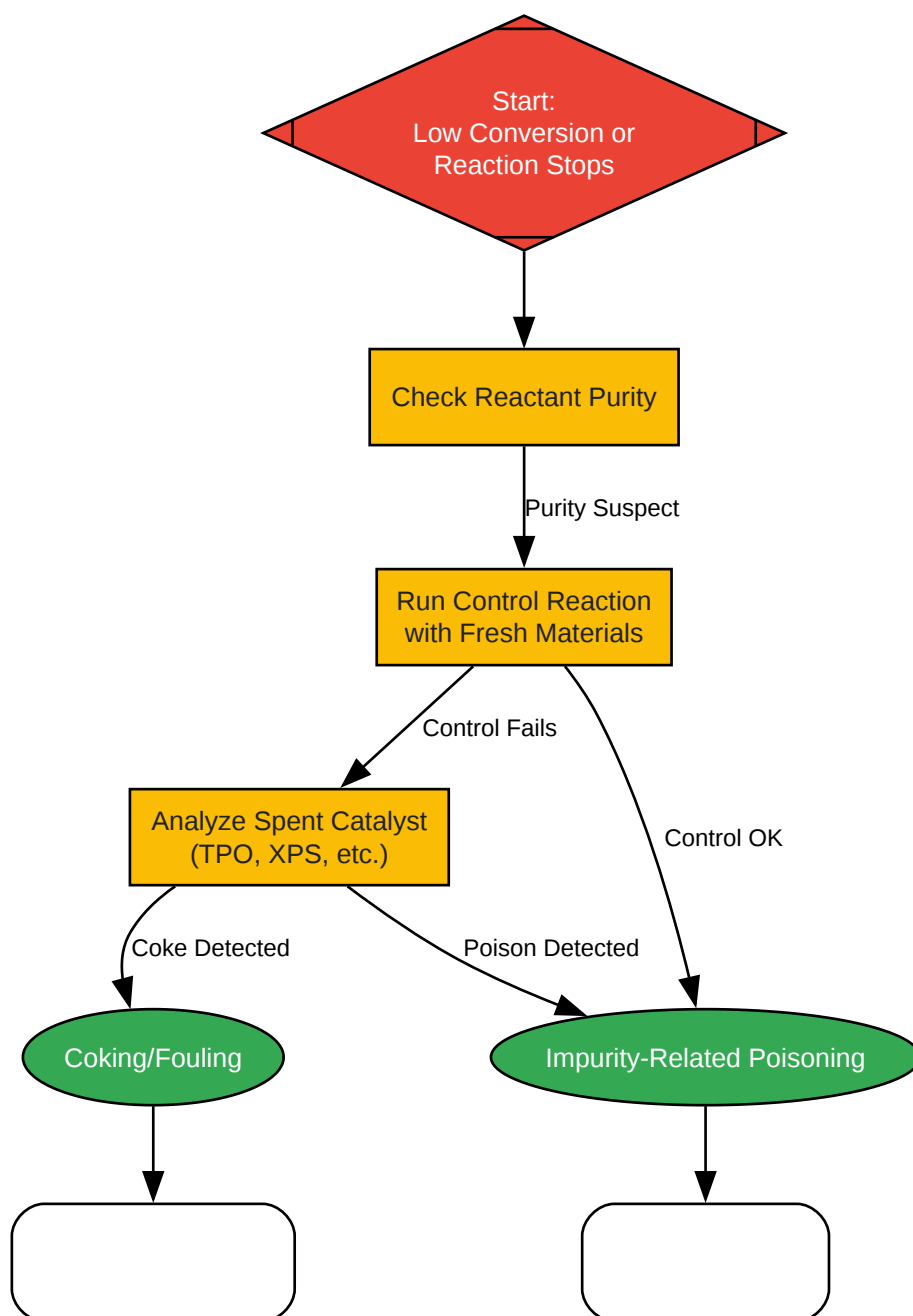 Start:
Low Conversion or
Reaction Stops
Check Reactant Purity
Purity Suspect
Run Control Reaction
with Fresh Materials
Control Fails
Analyze Spent Catalyst
(TPO, XPS, etc.)
Control OK
Coke Detected
Poison Detected
Coking/Fouling
Impurity-Related Poisoning